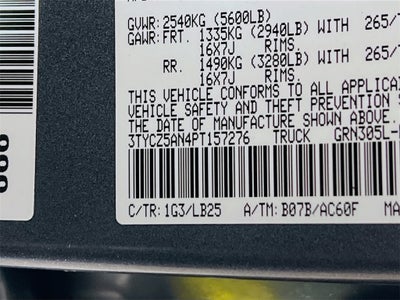 GVWR: 2540KG (5600LB)
GAWR: FRT. 1335KG (2940LB) WITH 265/
16X7J RIMS.
RR. 1490KG (3280LB) WITH 265/
16X7J RIMS.
THIS VEHICLE CONFORMS TO ALL APPLICA
VEHICLE SAFETY AND THEFT PREVENTION S
THE DATE OF MANUFACTURE SHOWN ABOVE.
3TYCZ5AN4PT157276 TRUCK GRN305L-
C/TR: 1G3/LB25 A/TM: B07B/AC60F MA
000